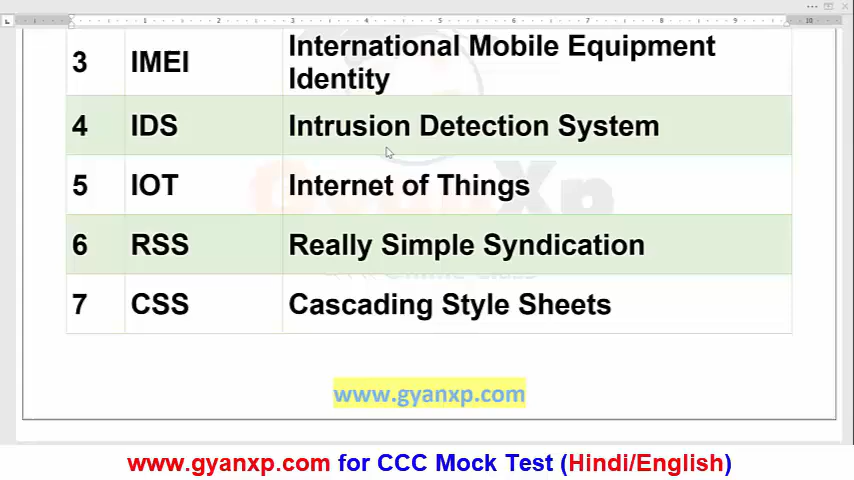 3 IMEI International Mobile Equipment
Identity
4 IDS Intrusion Detection System
5 IOT Internet of Things
6 RSS Really Simple Syndication
7 CSS Cascading Style Sheets
www.gyanxp.com
www.gyanxp.com for CCC Mock Test (Hindi/English)